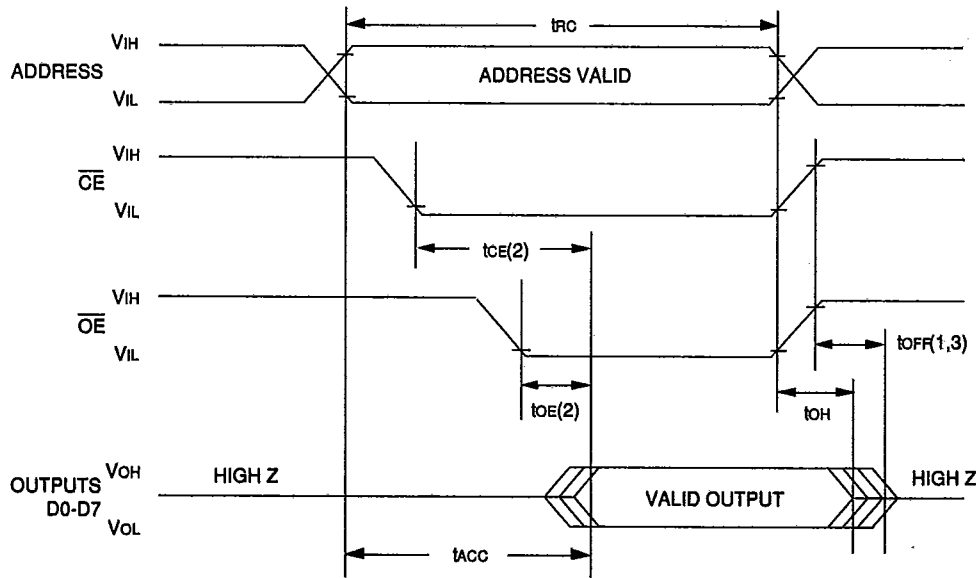 tRC
VIH
ADDRESS
ADDRESS VALID
VIL
VIH
CE
VIL
tCE(2)
VIH
OE
VIL
tOFF(1,3)
tOE(2)
tOH
VOH
HIGH Z
OUTPUTS
D0-D7
VALID OUTPUT
HIGH Z
VOL
tACC